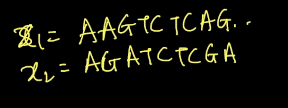 x₁ = AAGTCTCAG..
x₂ = AGATCTCGA